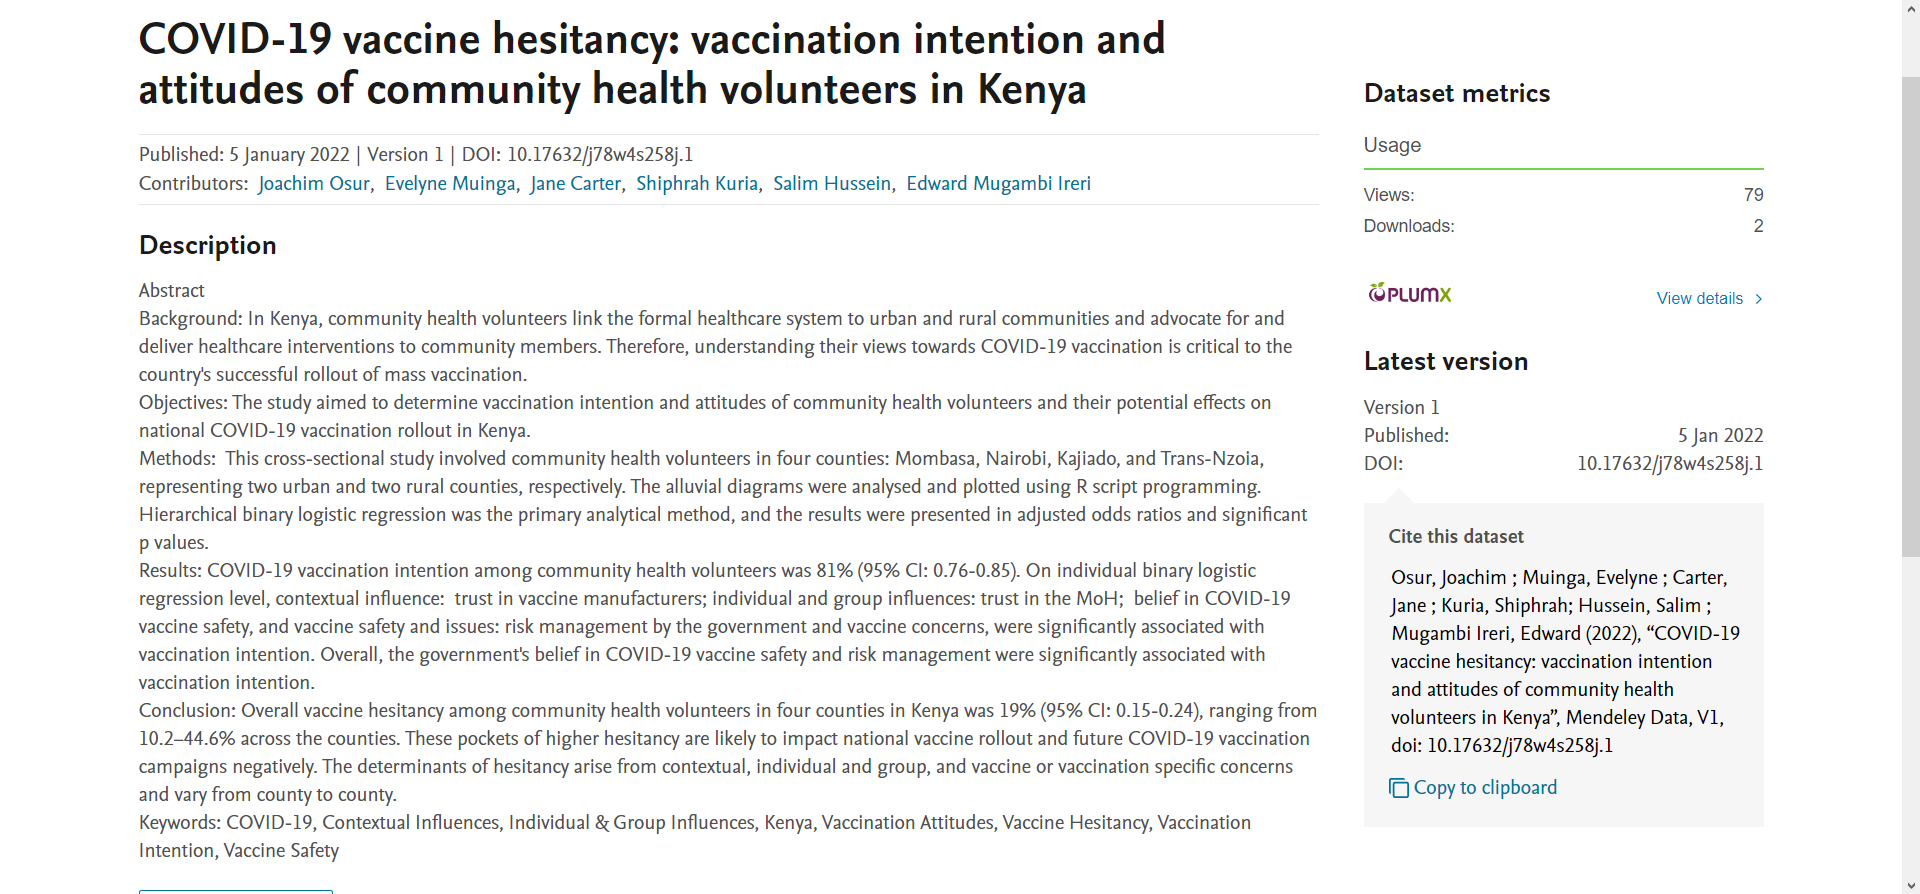 COVID-19 vaccine hesitancy: vaccination intention and
attitudes of community health volunteers in Kenya
Published: 5 January 2022 | Version 1 | DOI: 10.17632/j78w4s258j.1
Contributors: Joachim Osur, Evelyne Muinga, Jane Carter, Shiphrah Kuria, Salim Hussein, Edward Mugambi Ireri
Description
Abstract
Background: In Kenya, community health volunteers link the formal healthcare system to urban and rural communities and advocate for and
deliver healthcare interventions to community members. Therefore, understanding their views towards COVID-19 vaccination is critical to the
country's successful rollout of mass vaccination.
Objectives: The study aimed to determine vaccination intention and attitudes of community health volunteers and their potential effects on
national COVID-19 vaccination rollout in Kenya.
Methods:  This cross-sectional study involved community health volunteers in four counties: Mombasa, Nairobi, Kajiado, and Trans-Nzoia,
representing two urban and two rural counties, respectively. The alluvial diagrams were analysed and plotted using R script programming.
Hierarchical binary logistic regression was the primary analytical method, and the results were presented in adjusted odds ratios and significant
p values.
Results: COVID-19 vaccination intention among community health volunteers was 81% (95% CI: 0.76-0.85). On individual binary logistic
regression level, contextual influence:  trust in vaccine manufacturers; individual and group influences: trust in the MoH;  belief in COVID-19
vaccine safety, and vaccine safety and issues: risk management by the government and vaccine concerns, were significantly associated with
vaccination intention. Overall, the government's belief in COVID-19 vaccine safety and risk management were significantly associated with
vaccination intention.
Conclusion: Overall vaccine hesitancy among community health volunteers in four counties in Kenya was 19% (95% CI: 0.15-0.24), ranging from
10.2–44.6% across the counties. These pockets of higher hesitancy are likely to impact national vaccine rollout and future COVID-19 vaccination
campaigns negatively. The determinants of hesitancy arise from contextual, individual and group, and vaccine or vaccination specific concerns
and vary from county to county.
Keywords: COVID-19, Contextual Influences, Individual & Group Influences, Kenya, Vaccination Attitudes, Vaccine Hesitancy, Vaccination
Intention, Vaccine Safety
Dataset metrics
Usage
Views: 79
Downloads: 2
PLUMX
View details
Latest version
Version 1
Published: 5 Jan 2022
DOI: 10.17632/j78w4s258j.1
Cite this dataset
Osur, Joachim ; Muinga, Evelyne ; Carter,
Jane ; Kuria, Shiphrah; Hussein, Salim ;
Mugambi Ireri, Edward (2022), “COVID-19
vaccine hesitancy: vaccination intention
and attitudes of community health
volunteers in Kenya”, Mendeley Data, V1,
doi: 10.17632/j78w4s258j.1
Copy to clipboard